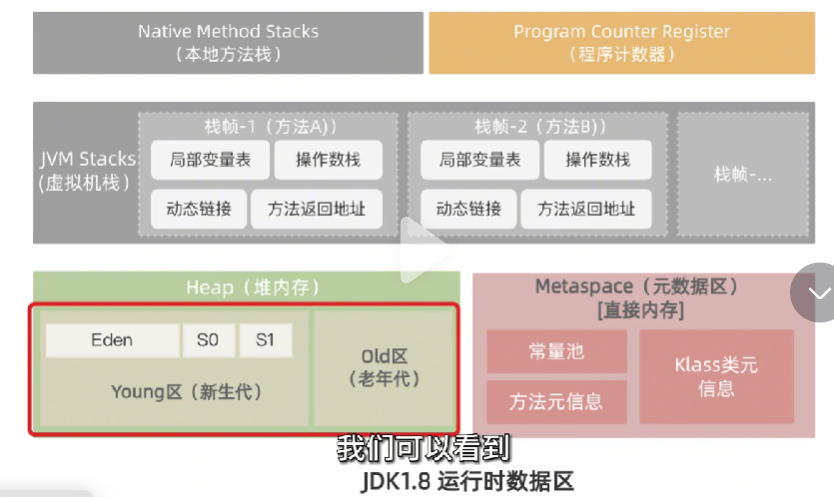 Native Method Stacks
（本地方法栈）
Program Counter Register
（程序计数器）
JVM Stacks
(虚拟机栈）
栈帧-1（方法A)）
局部变量表
操作数栈
动态链接
方法返回地址
栈帧-2（方法B)）
局部变量表
操作数栈
动态链接
方法返回地址
栈帧-...
Heap（堆内存）
Eden
S0
S1
Young区（新生代）
Old区
（老年代）
Metaspace（元数据区）
[直接内存]
常量池
方法元信息
Klass类元
信息
我们可以看到
JDK1.8 运行时数据区